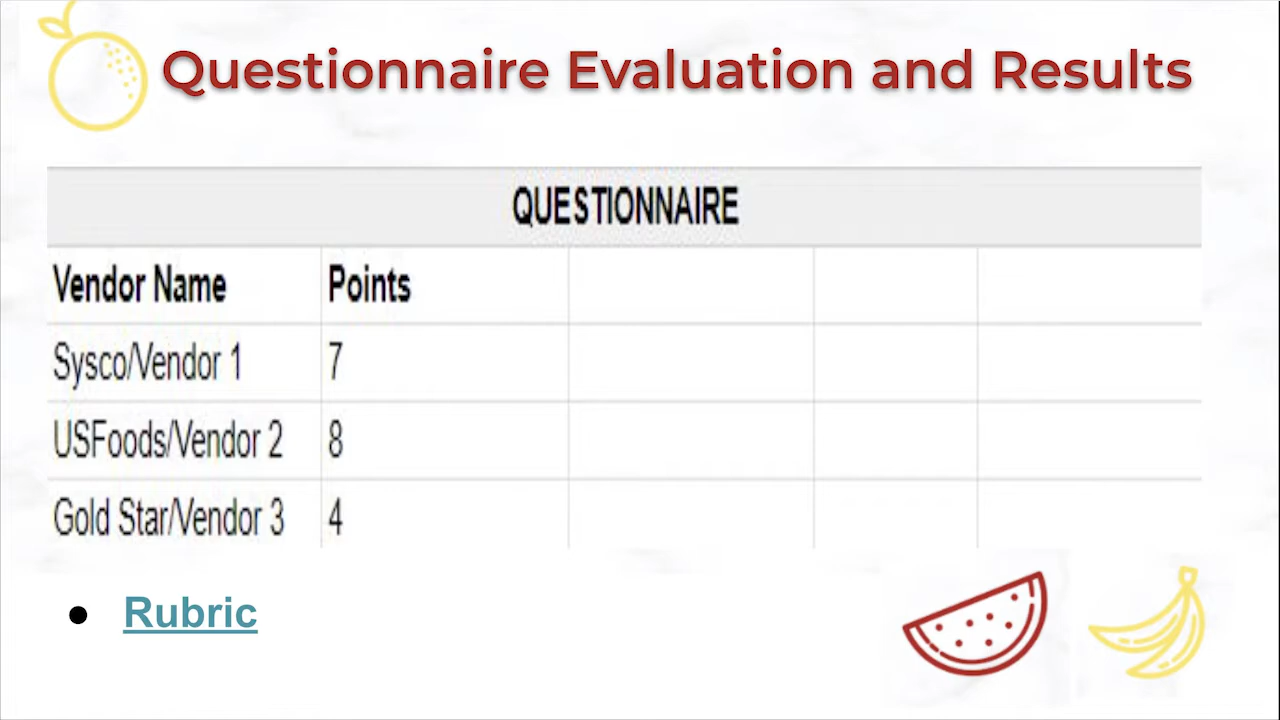 Questionnaire Evaluation and Results
QUESTIONNAIRE
Vendor Name Points
Sysco/Vendor 1 7
USFoods/Vendor 2 8
Gold Star/Vendor 3 4
● Rubric